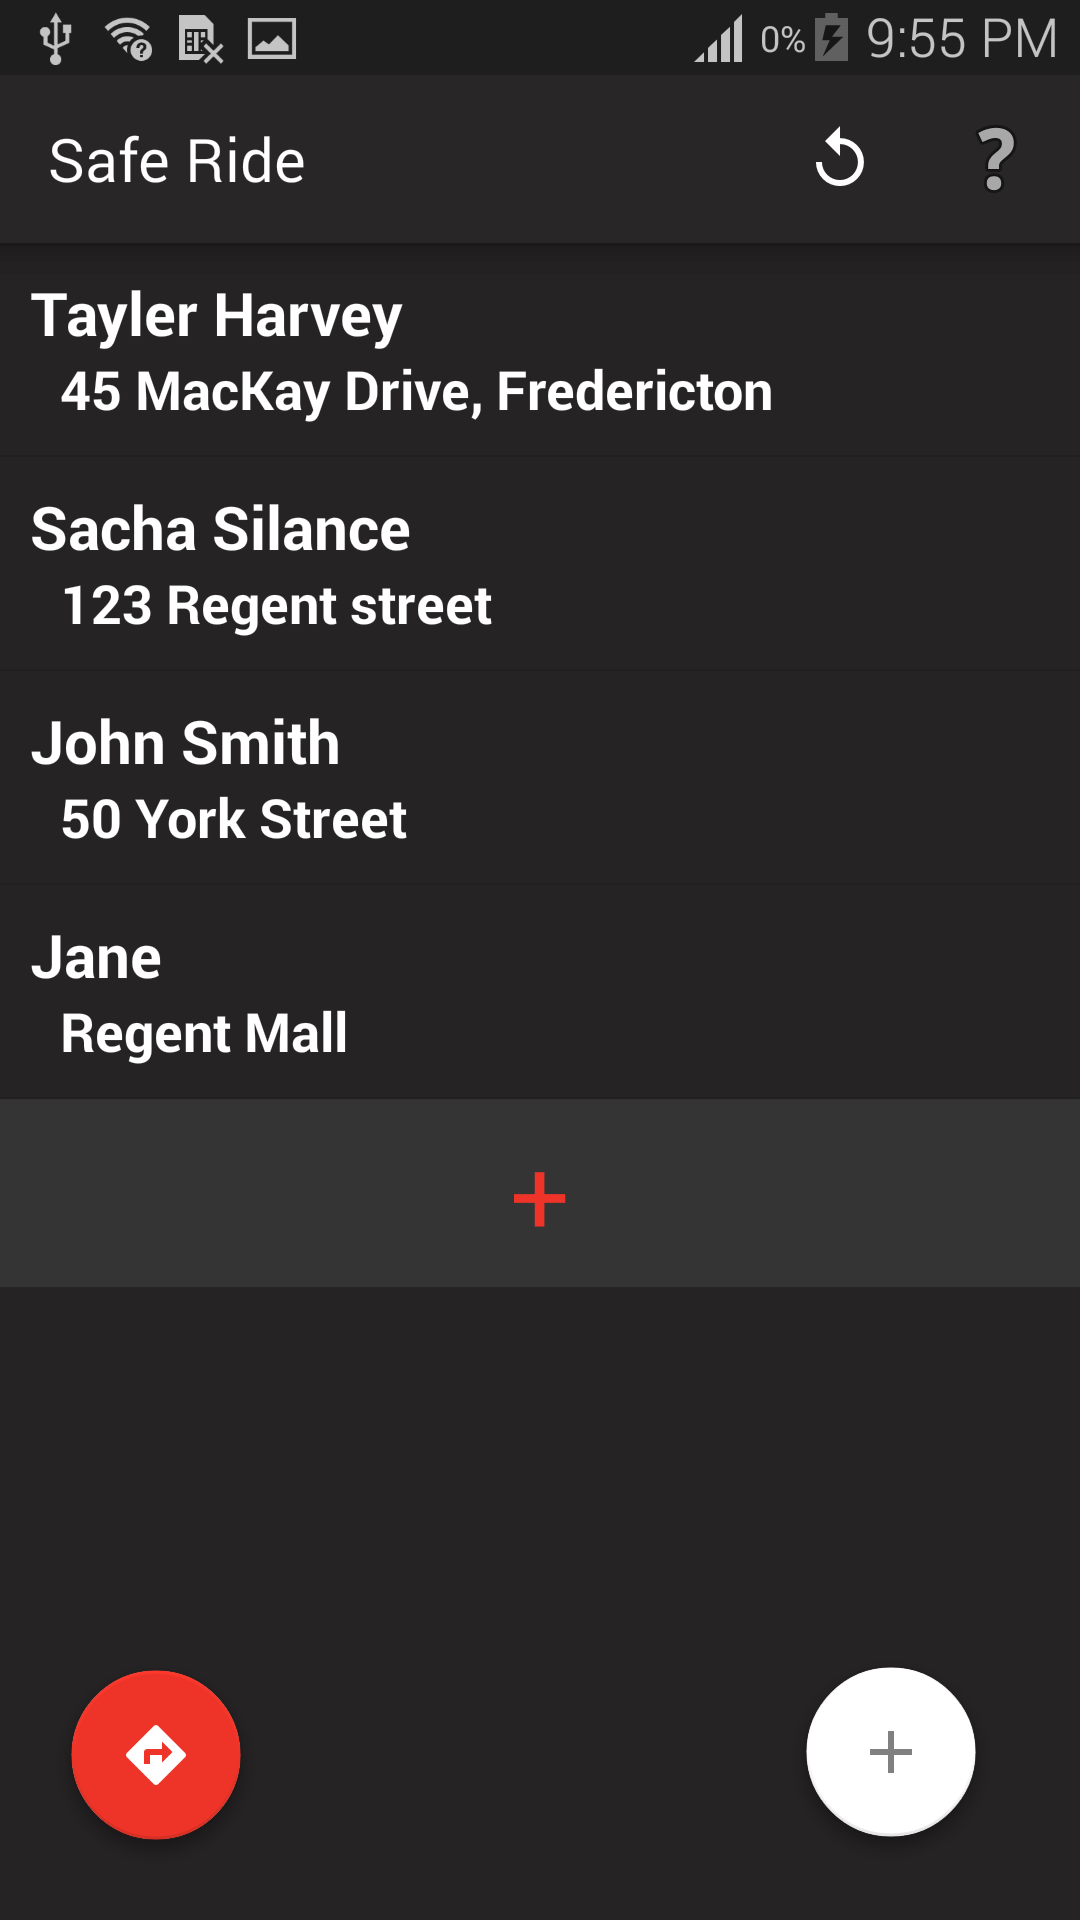 0% 9:55 PM
Safe Ride
Tayler Harvey
45 MacKay Drive, Fredericton
Sacha Silance
123 Regent street
John Smith
50 York Street
Jane
Regent Mall